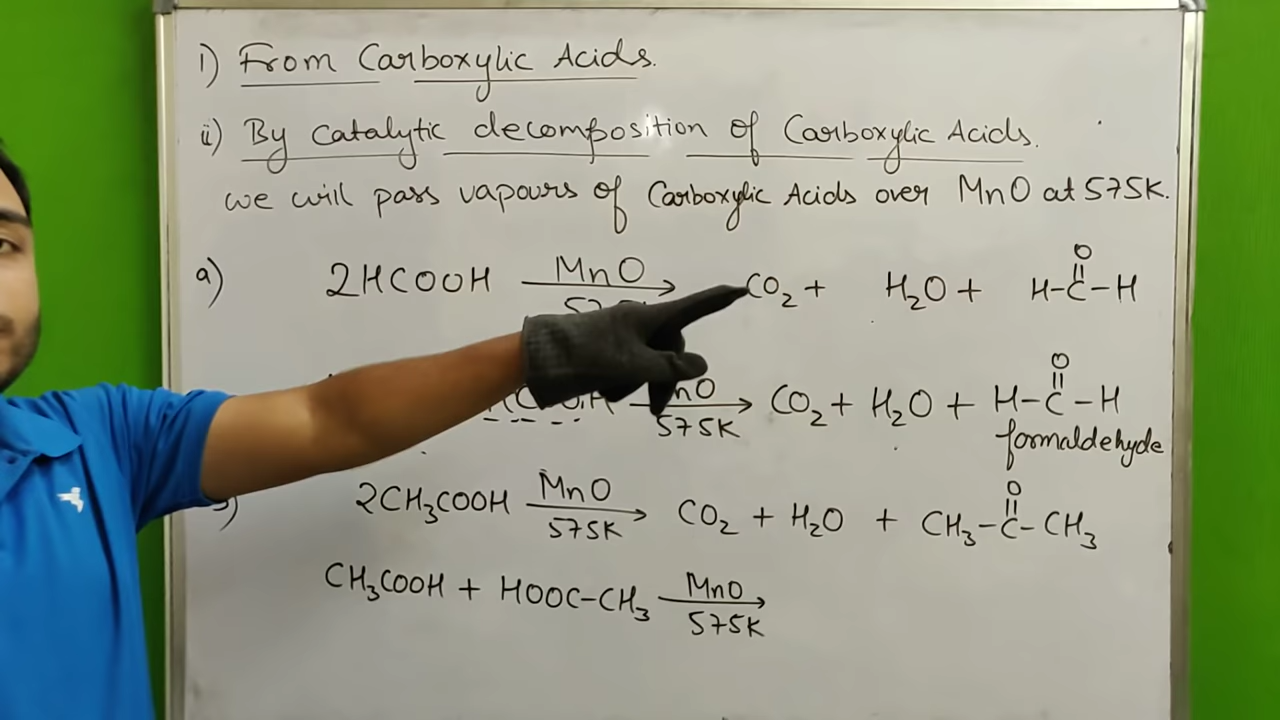 i) From Carboxylic Acids.
ii) By catalytic decomposition of Carboxylic Acids.
we will pass vapours of Carboxylic Acids over MnO at 575K.
a) 2HCOOH MnO → CO₂ + H₂O + H-C-H
O
MnO → CO₂ + H₂O + H-C-H
O
575K
formaldehyde
2CH₃COOH MnO → CO₂ + H₂O + CH₃-C-CH₃
O
575K
CH₃COOH + HOOC-CH₃ MnO →
575K